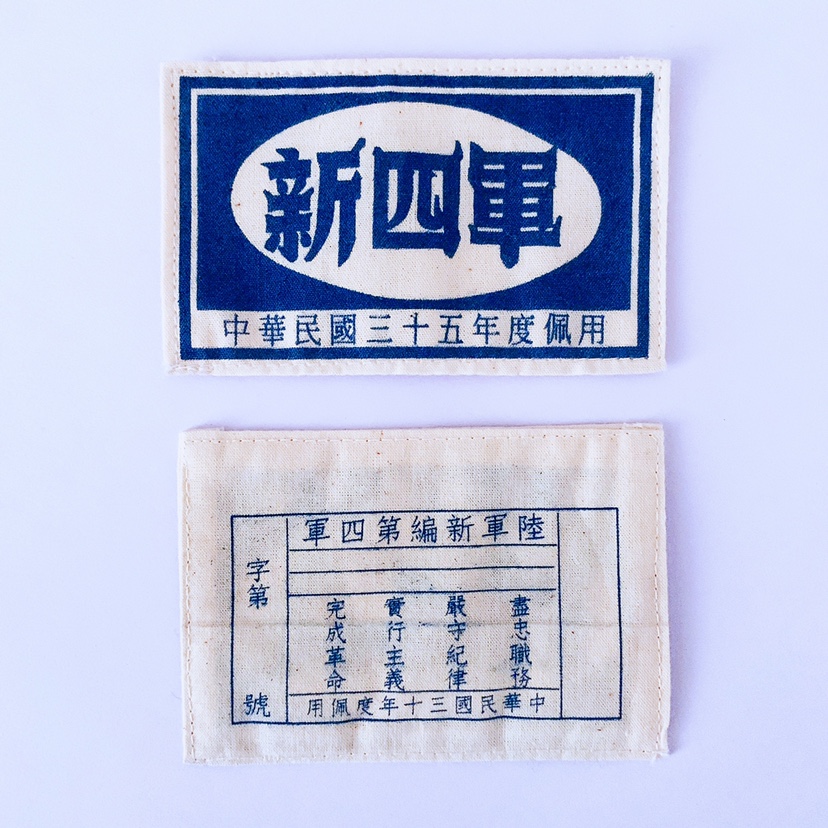 新四軍
中華民國三十五年度佩用
陸軍新編第四軍
盡忠職務
嚴守紀律
實行主義
完成革命
字第
號
中華民國三十年度佩用